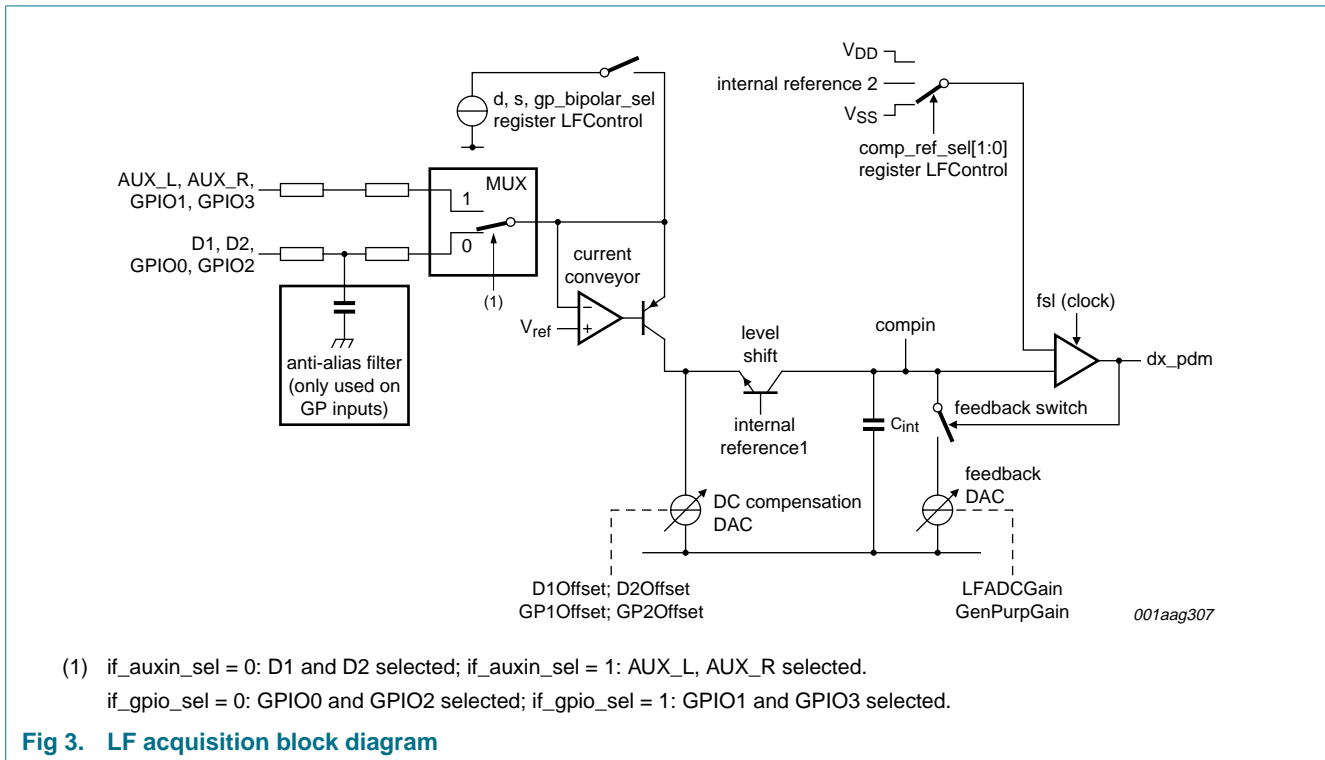 V_DD
internal reference 2
V_SS
d, s, gp_bipolar_sel
register LFControl
comp_ref_sel[1:0]
register LFControl
AUX_L, AUX_R,
GPIO1, GPIO3
MUX
1
0
D1, D2,
GPIO0, GPIO2
(1)
current
conveyor
V_ref
−
+
anti-alias filter
(only used on
GP inputs)
level
shift
internal
reference1
compin
fsl (clock)
dx_pdm
C_int
feedback switch
feedback
DAC
DC compensation
DAC
D1Offset; D2Offset
GP1Offset; GP2Offset
LFADCGain
GenPurpGain
001aag307
(1) if_auxin_sel = 0: D1 and D2 selected; if_auxin_sel = 1: AUX_L, AUX_R selected.
if_gpio_sel = 0: GPIO0 and GPIO2 selected; if_gpio_sel = 1: GPIO1 and GPIO3 selected.
Fig 3. LF acquisition block diagram